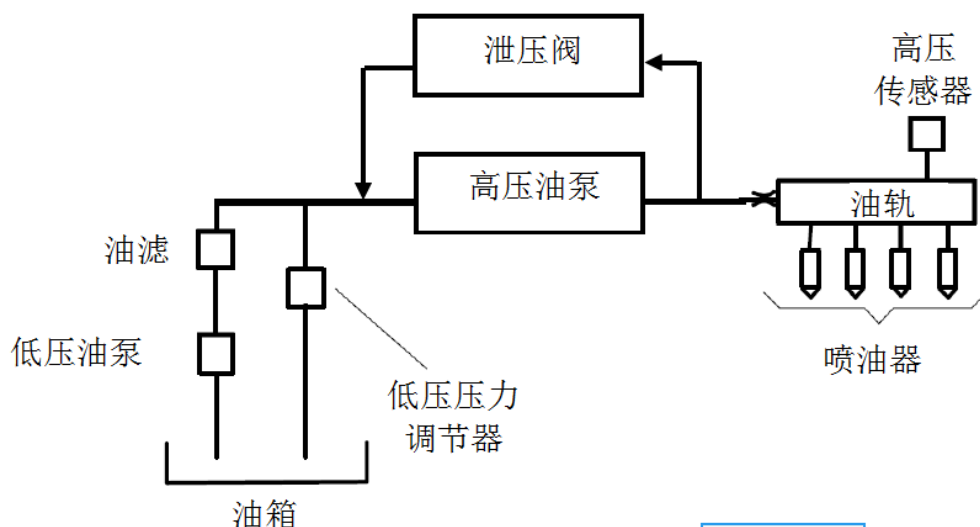 泄压阀
高压
传感器
高压油泵
油轨
油滤
低压油泵
低压压力
调节器
喷油器
油箱